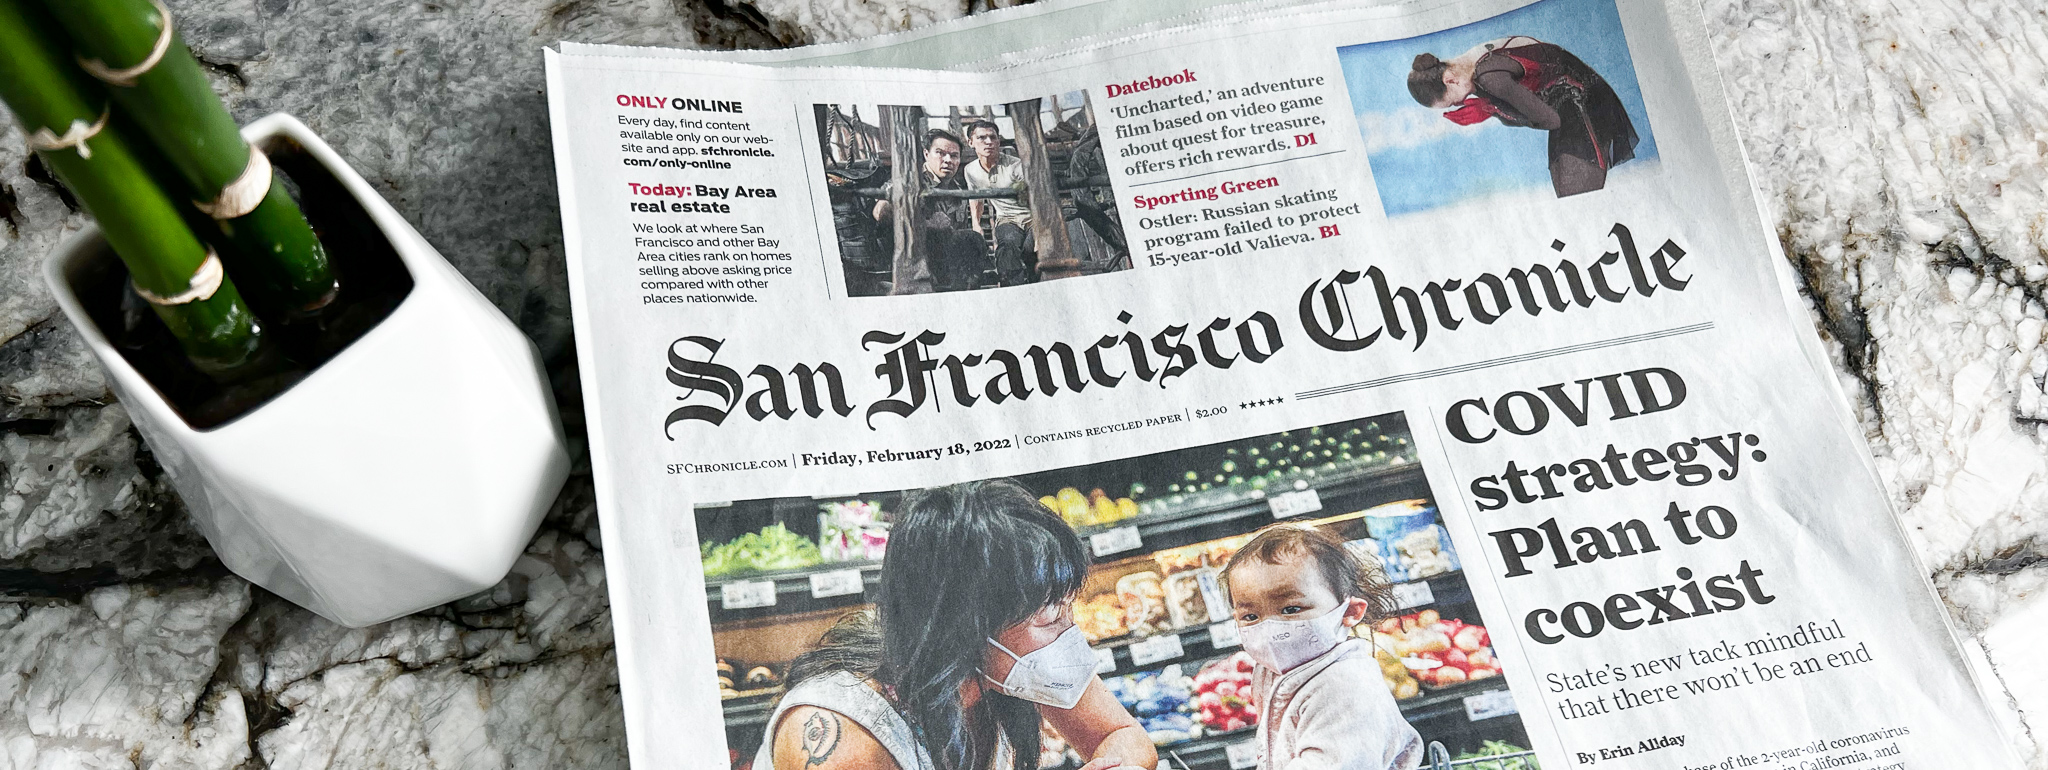 ONLY ONLINE
Every day, find content
available only on our web-
site and app. sfchronicle.
com/only-online
Today: Bay Area
real estate
We look at where San
Francisco and other Bay
Area cities rank on homes
selling above asking price
compared with other
places nationwide.
Datebook
‘Uncharted,’ an adventure
film based on video game
about quest for treasure,
offers rich rewards. D1
Sporting Green
Ostler: Russian skating
program failed to protect
15-year-old Valieva. B1
San Francisco Chronicle
SFCHRONICLE.COM | Friday, February 18, 2022 | CONTAINS RECYCLED PAPER | $2.00 ★★★★★
COVID
strategy:
Plan to
coexist
State’s new tack mindful
that there won’t be an end
By Erin Allday
of the 2-year-old coronavirus
in California, and